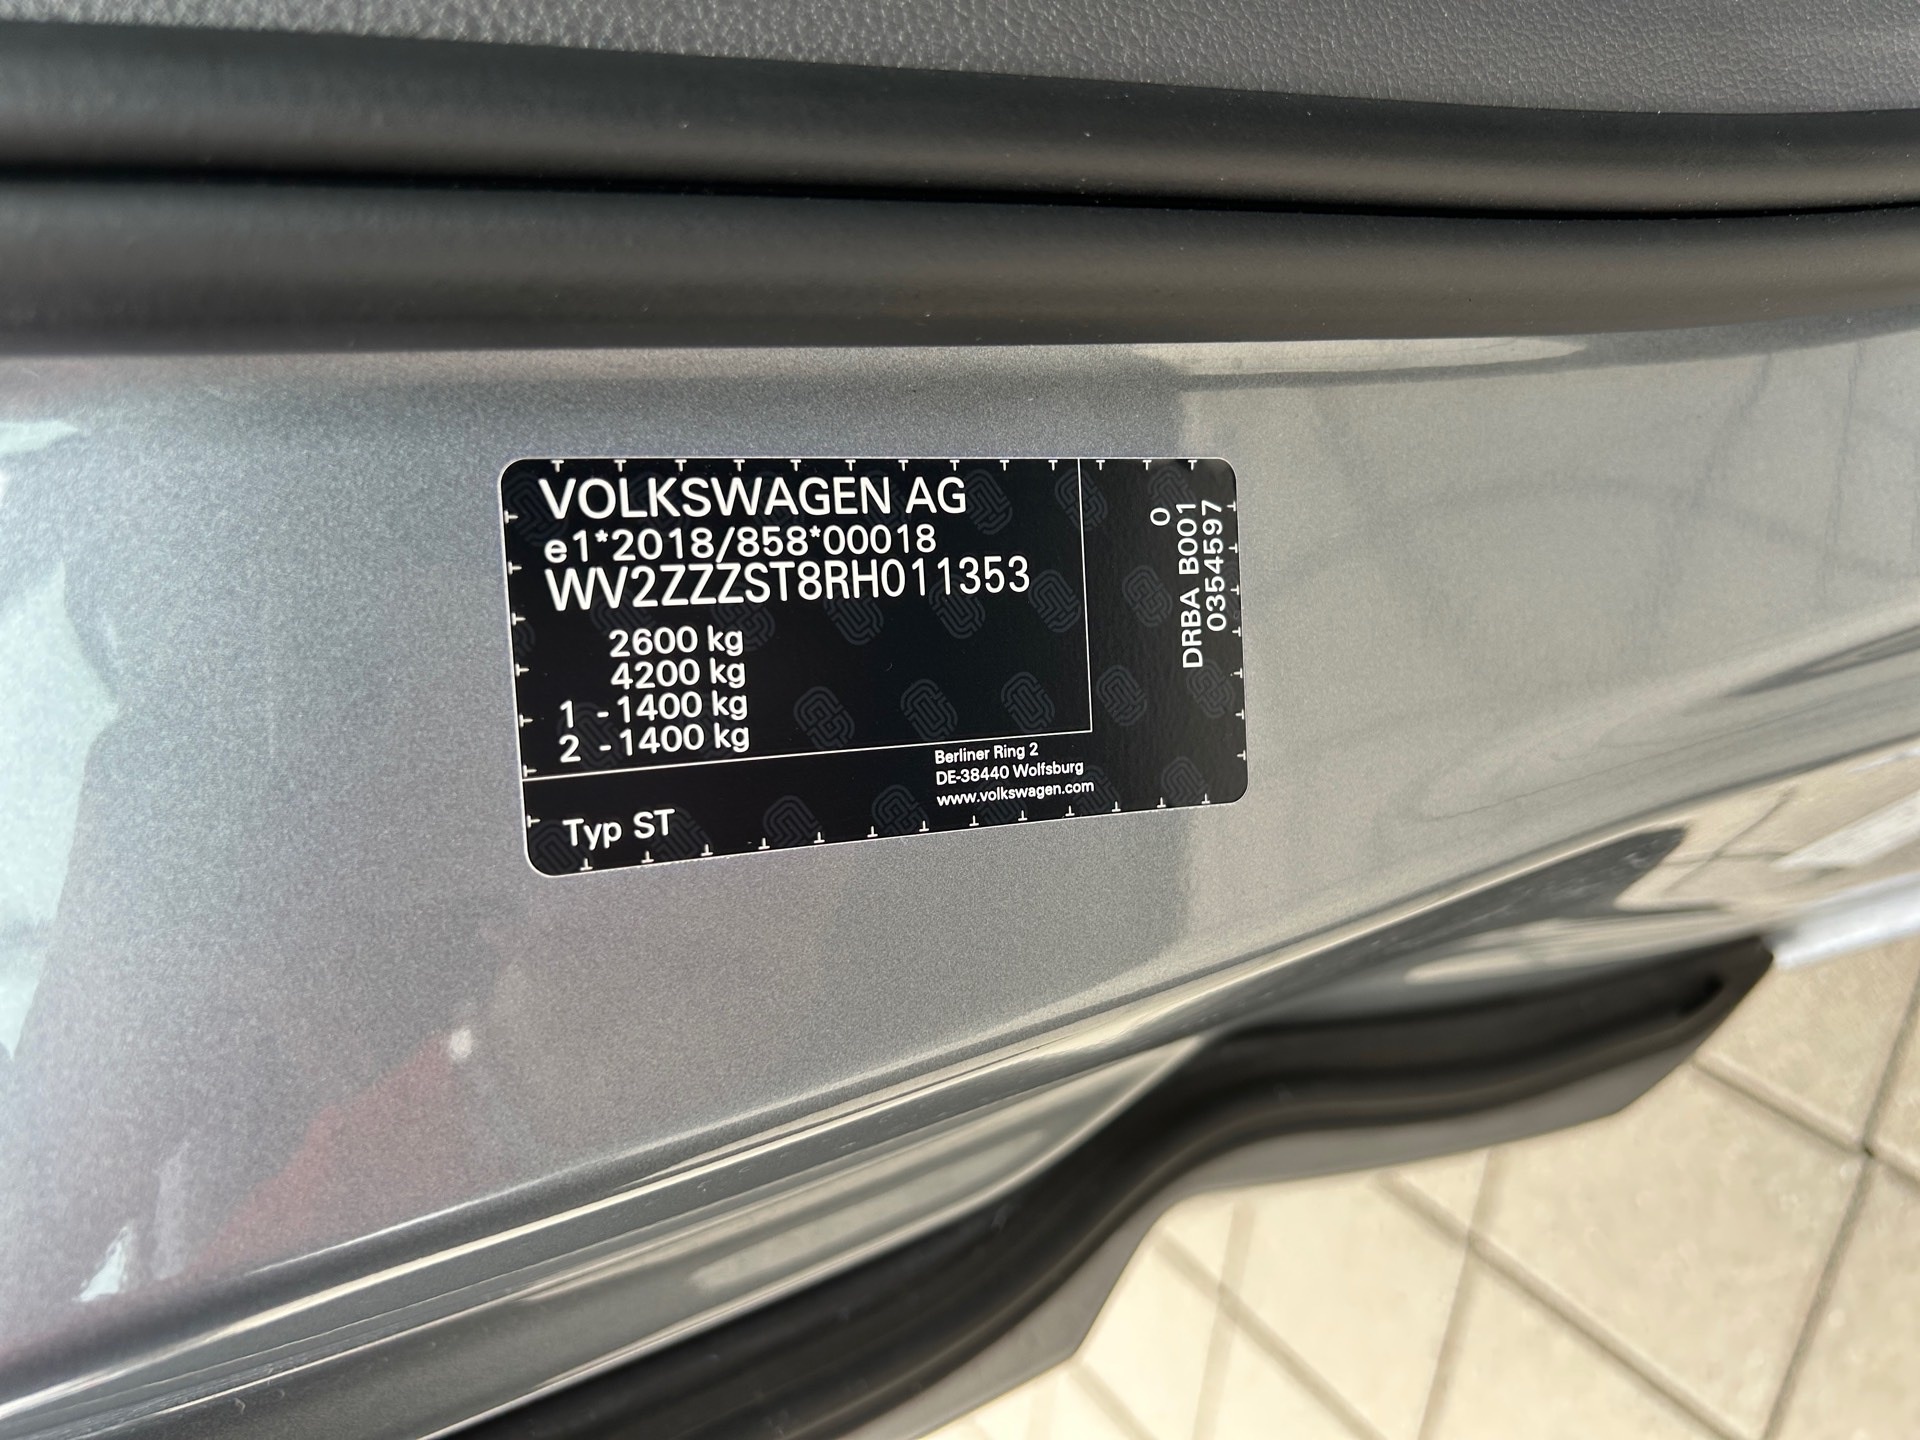 VOLKSWAGEN AG
e1*2018/858*00018
WV2ZZZST8RH011353
2600 kg
4200 kg
1 -1400 kg
2 -1400 kg
Berliner Ring 2
DE-38440 Wolfsburg
www.volkswagen.com
Typ ST
0
DRBA B001
0354597